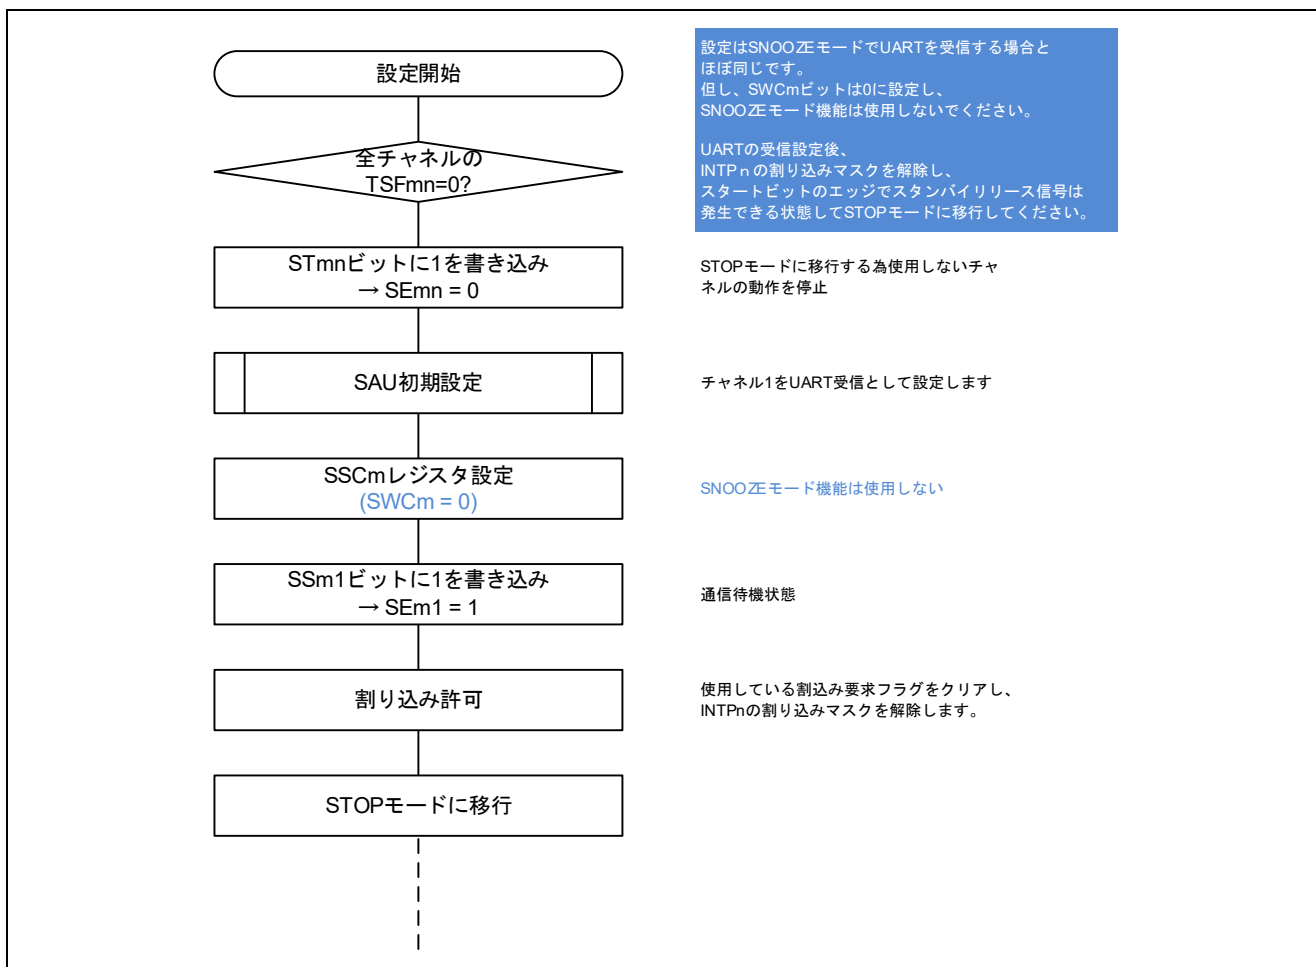 設定開始
設定はSNOOZEモードでUARTを受信する場合と
ほぼ同じです。
但し、SWCmビットは0に設定し、
SNOOZEモード機能は使用しないでください。
UARTの受信設定後、
INTPｎの割り込みマスクを解除し、
スタートビットのエッジでスタンバイリリース信号は
発生できる状態してSTOPモードに移行してください。
全チャネルの
TSFmn=0?
STmnビットに1を書き込み
→ SEmn = 0
STOPモードに移行する為使用しないチャ
ネルの動作を停止
SAU初期設定
チャネル1をUART受信として設定します
SSCmレジスタ設定
(SWCm = 0)
SNOOZEモード機能は使用しない
SSm1ビットに1を書き込み
→ SEm1 = 1
通信待機状態
割り込み許可
使用している割込み要求フラグをクリアし、
INTPnの割り込みマスクを解除します。
STOPモードに移行